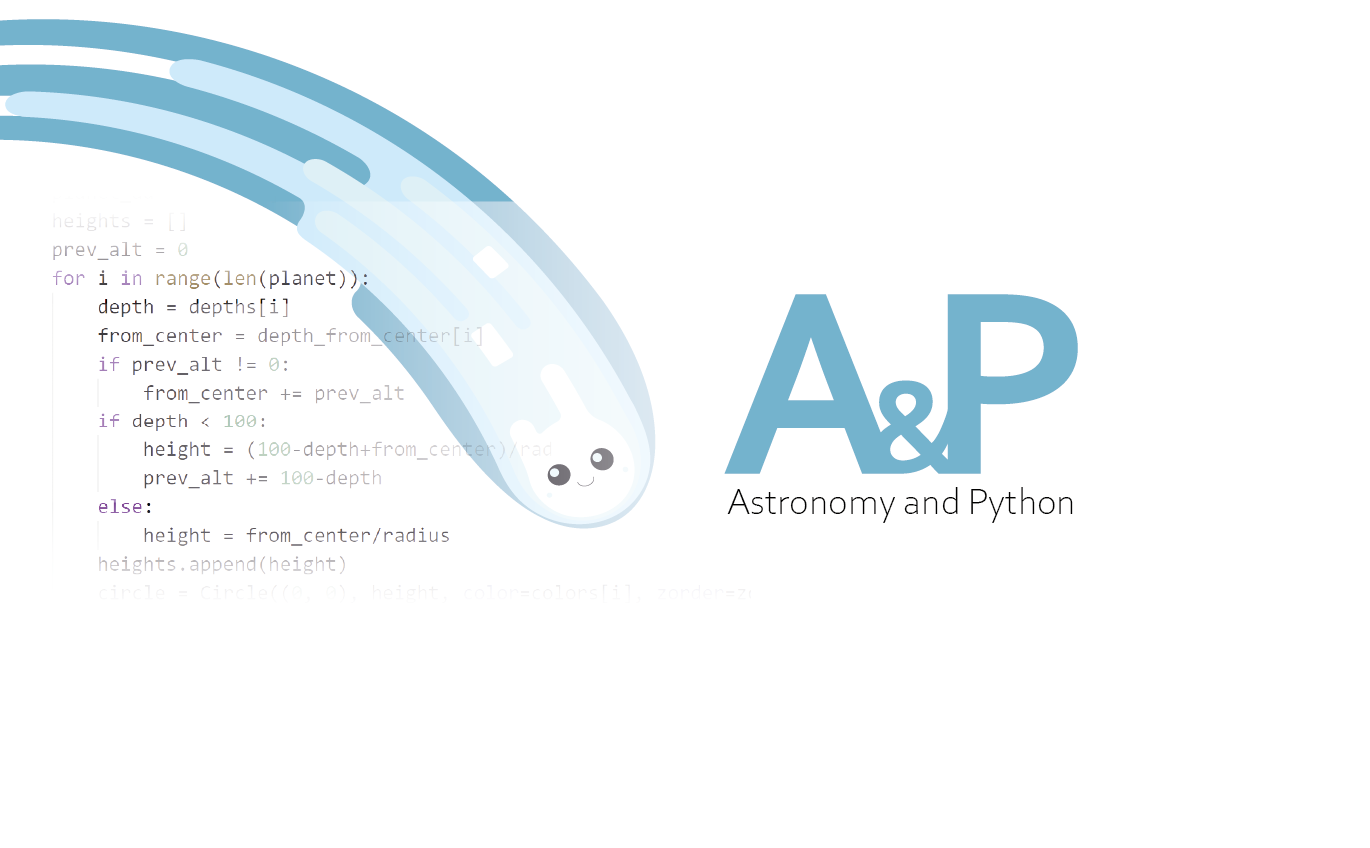 heights = []
prev_alt = 0
for i in range(len(planet)):
    depth = depths[i]
    from_center = depth_from_center[i]
    if prev_alt != 0:
        from_center += prev_alt
    if depth < 100:
        height = (100-depth+from_center)/rad
        prev_alt += 100-depth
    else:
        height = from_center/radius
    heights.append(height)
    circle = Circle((0, 0), height, color=colors[i], zorder=
A&P
Astronomy and Python